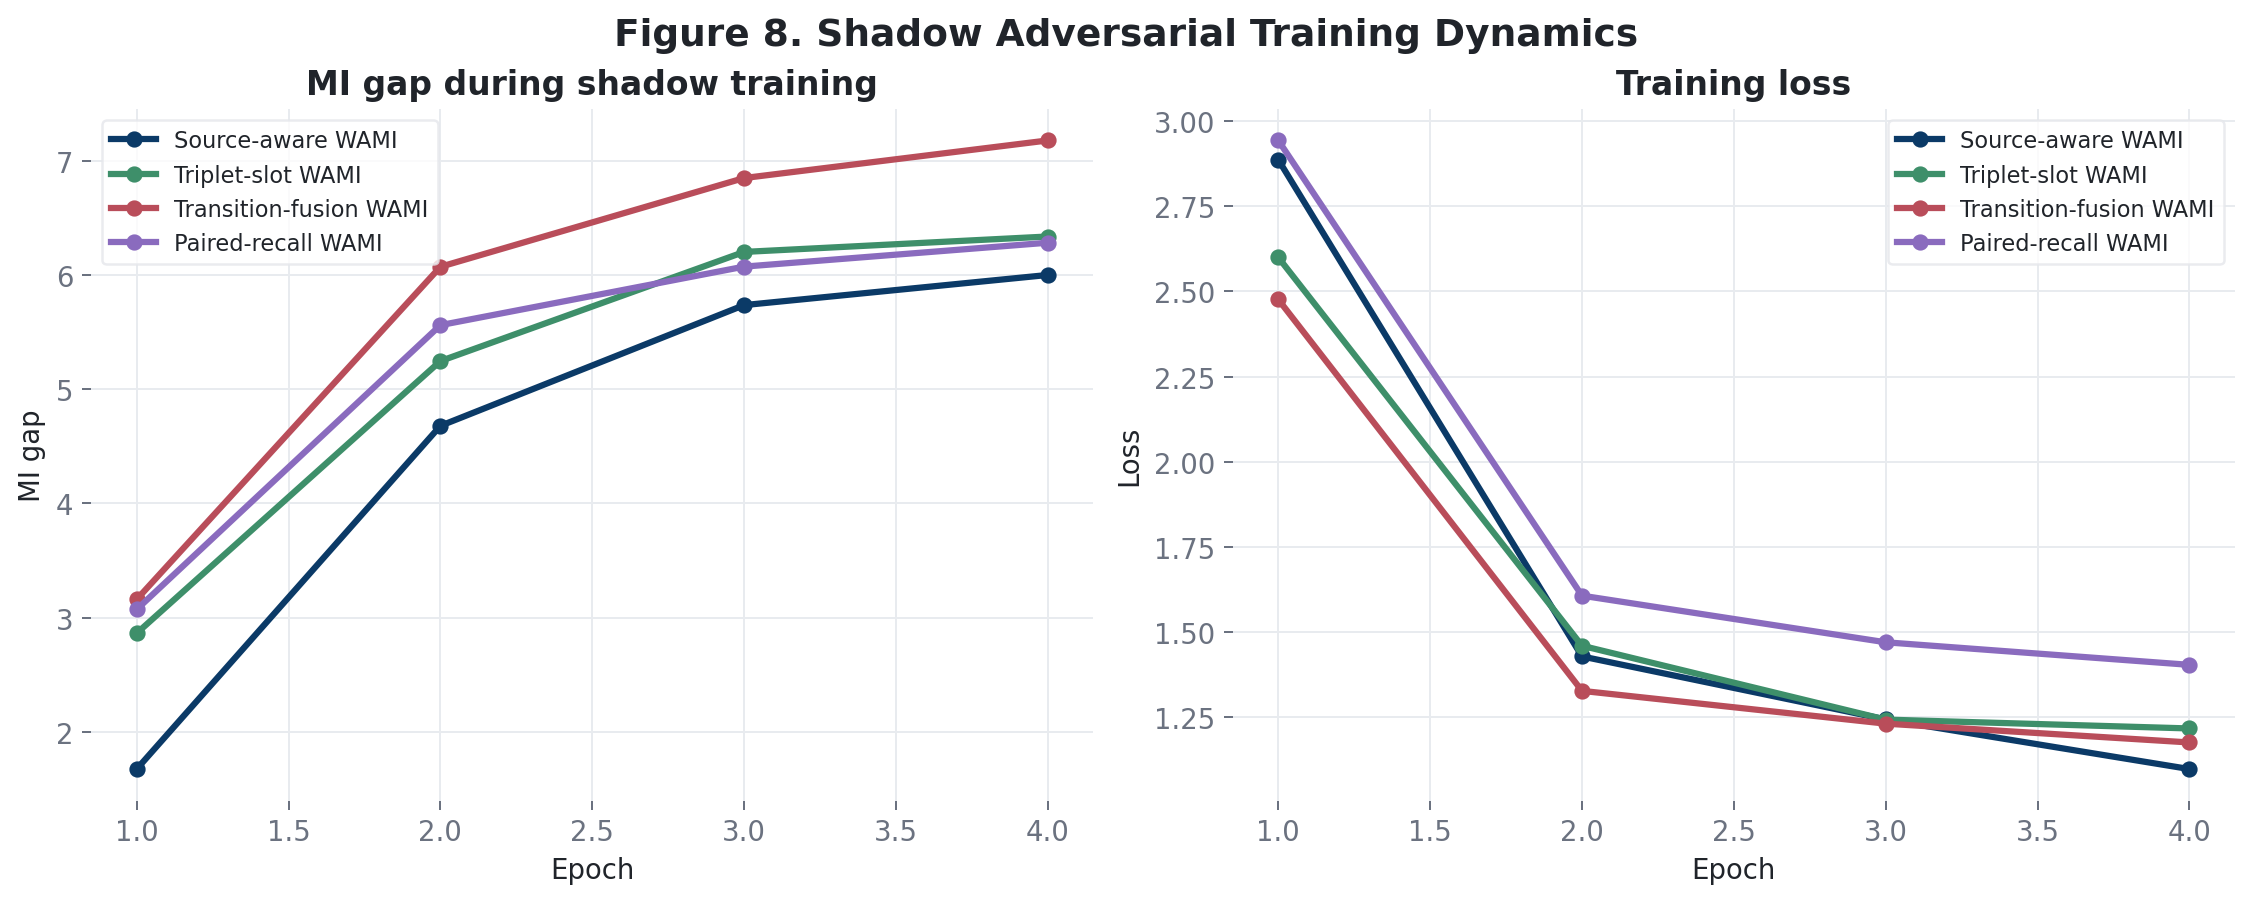 Figure 8. Shadow Adversarial Training Dynamics
MI gap during shadow training
Source-aware WAMI
Triplet-slot WAMI
Transition-fusion WAMI
Paired-recall WAMI
7
6
5
4
3
2
MI gap
1.0 1.5 2.0 2.5 3.0 3.5 4.0
Epoch
Training loss
Source-aware WAMI
Triplet-slot WAMI
Transition-fusion WAMI
Paired-recall WAMI
3.00
2.75
2.50
2.25
2.00
1.75
1.50
1.25
Loss
1.0 1.5 2.0 2.5 3.0 3.5 4.0
Epoch